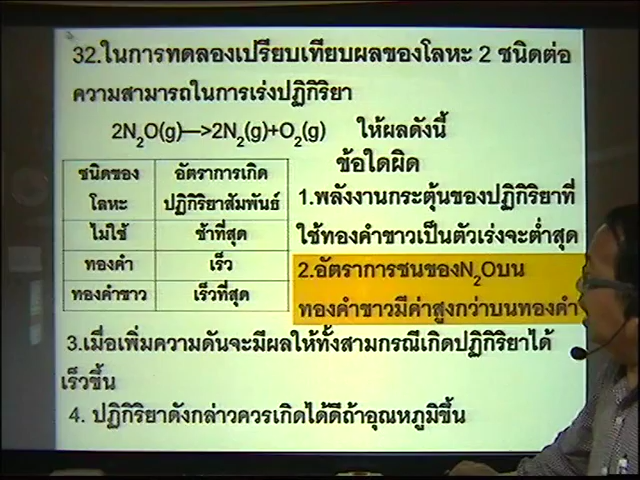 32.ในการทดลองเปรียบเทียบผลของโลหะ 2 ชนิดต่อ
ความสามารถในการเร่งปฏิกิริยา
2N₂O(g)—>2N₂(g)+O₂(g) ให้ผลดังนี้
ชนิดของโลหะ อัตราการเกิดปฏิกิริยาสัมพันธ์
ไม่ใช้ ช้าที่สุด
ทองคำ เร็ว
ทองคำขาว เร็วที่สุด
ข้อใดผิด
1.พลังงานกระตุ้นของปฏิกิริยาที่
ใช้ทองคำขาวเป็นตัวเร่งจะต่ำสุด
2.อัตราการชนของN₂Oบน
ทองคำขาวมีค่าสูงกว่าบนทองคำ
3.เมื่อเพิ่มความดันจะมีผลให้ทั้งสามกรณีเกิดปฏิกิริยาได้
เร็วขึ้น
4. ปฏิกิริยาดังกล่าวควรเกิดได้ดีถ้าอุณหภูมิขึ้น